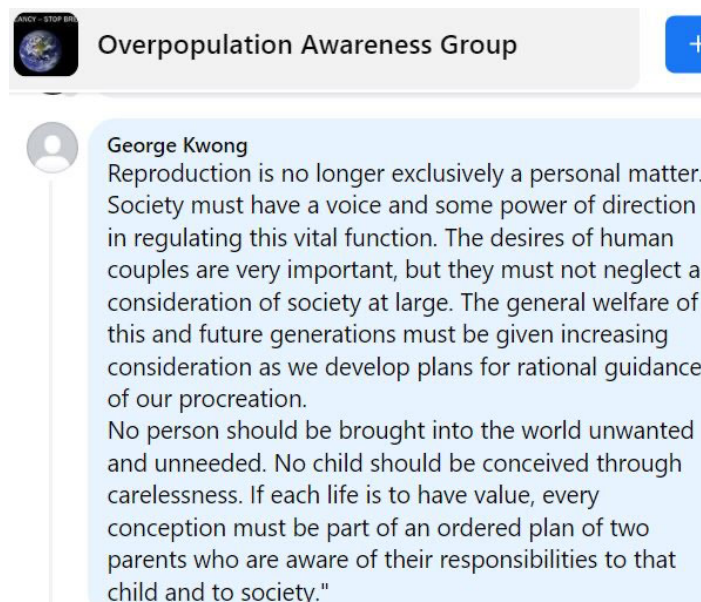 ANCY – STOP BRE
Overpopulation Awareness Group
+
George Kwong
Reproduction is no longer exclusively a personal matter.
Society must have a voice and some power of direction
in regulating this vital function. The desires of human
couples are very important, but they must not neglect a
consideration of society at large. The general welfare of
this and future generations must be given increasing
consideration as we develop plans for rational guidance
of our procreation.
No person should be brought into the world unwanted
and unneeded. No child should be conceived through
carelessness. If each life is to have value, every
conception must be part of an ordered plan of two
parents who are aware of their responsibilities to that
child and to society."